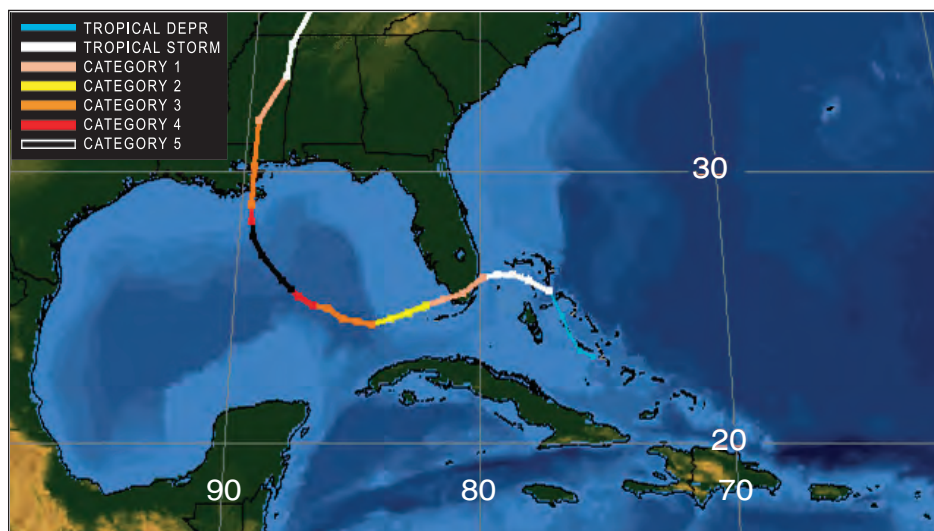 TROPICAL DEPR
TROPICAL STORM
CATEGORY 1
CATEGORY 2
CATEGORY 3
CATEGORY 4
CATEGORY 5
30
20
90
80
70